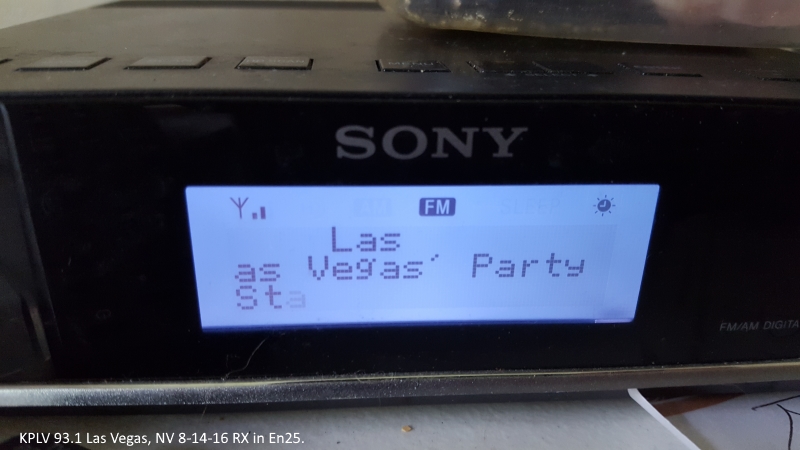 SONY
FM
Las
as Vegas' Party
Sta
FM/AM DIGITA
KPLV 93.1 Las Vegas, NV 8-14-16 RX in En25.